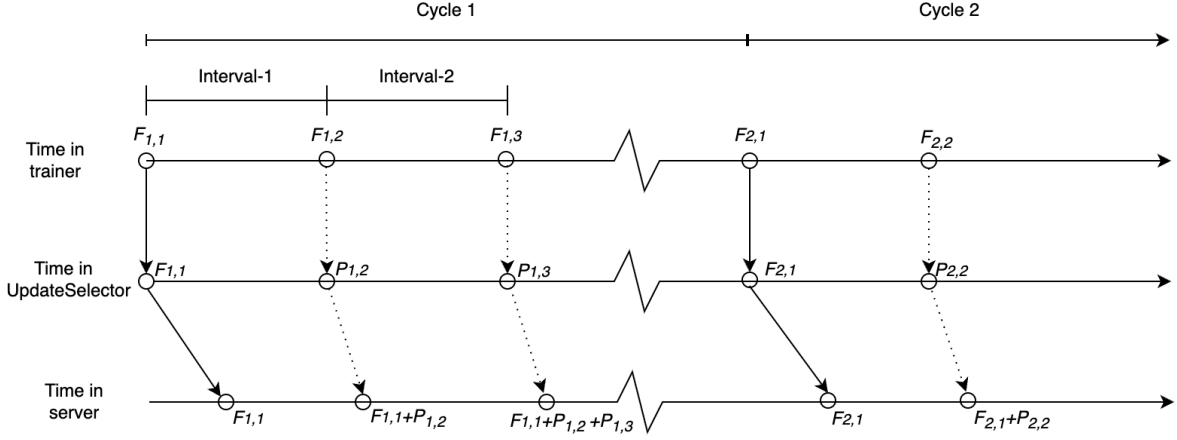 Cycle 1
Cycle 2
Interval-1
Interval-2
F1,1
F1,2
F1,3
F2,1
F2,2
Time in
trainer
F1,1
P1,2
P1,3
F2,1
P2,2
Time in
UpdateSelector
Time in
server
F1,1
F1,1+P1,2
F1,1+P1,2+P1,3
F2,1
F2,1+P2,2